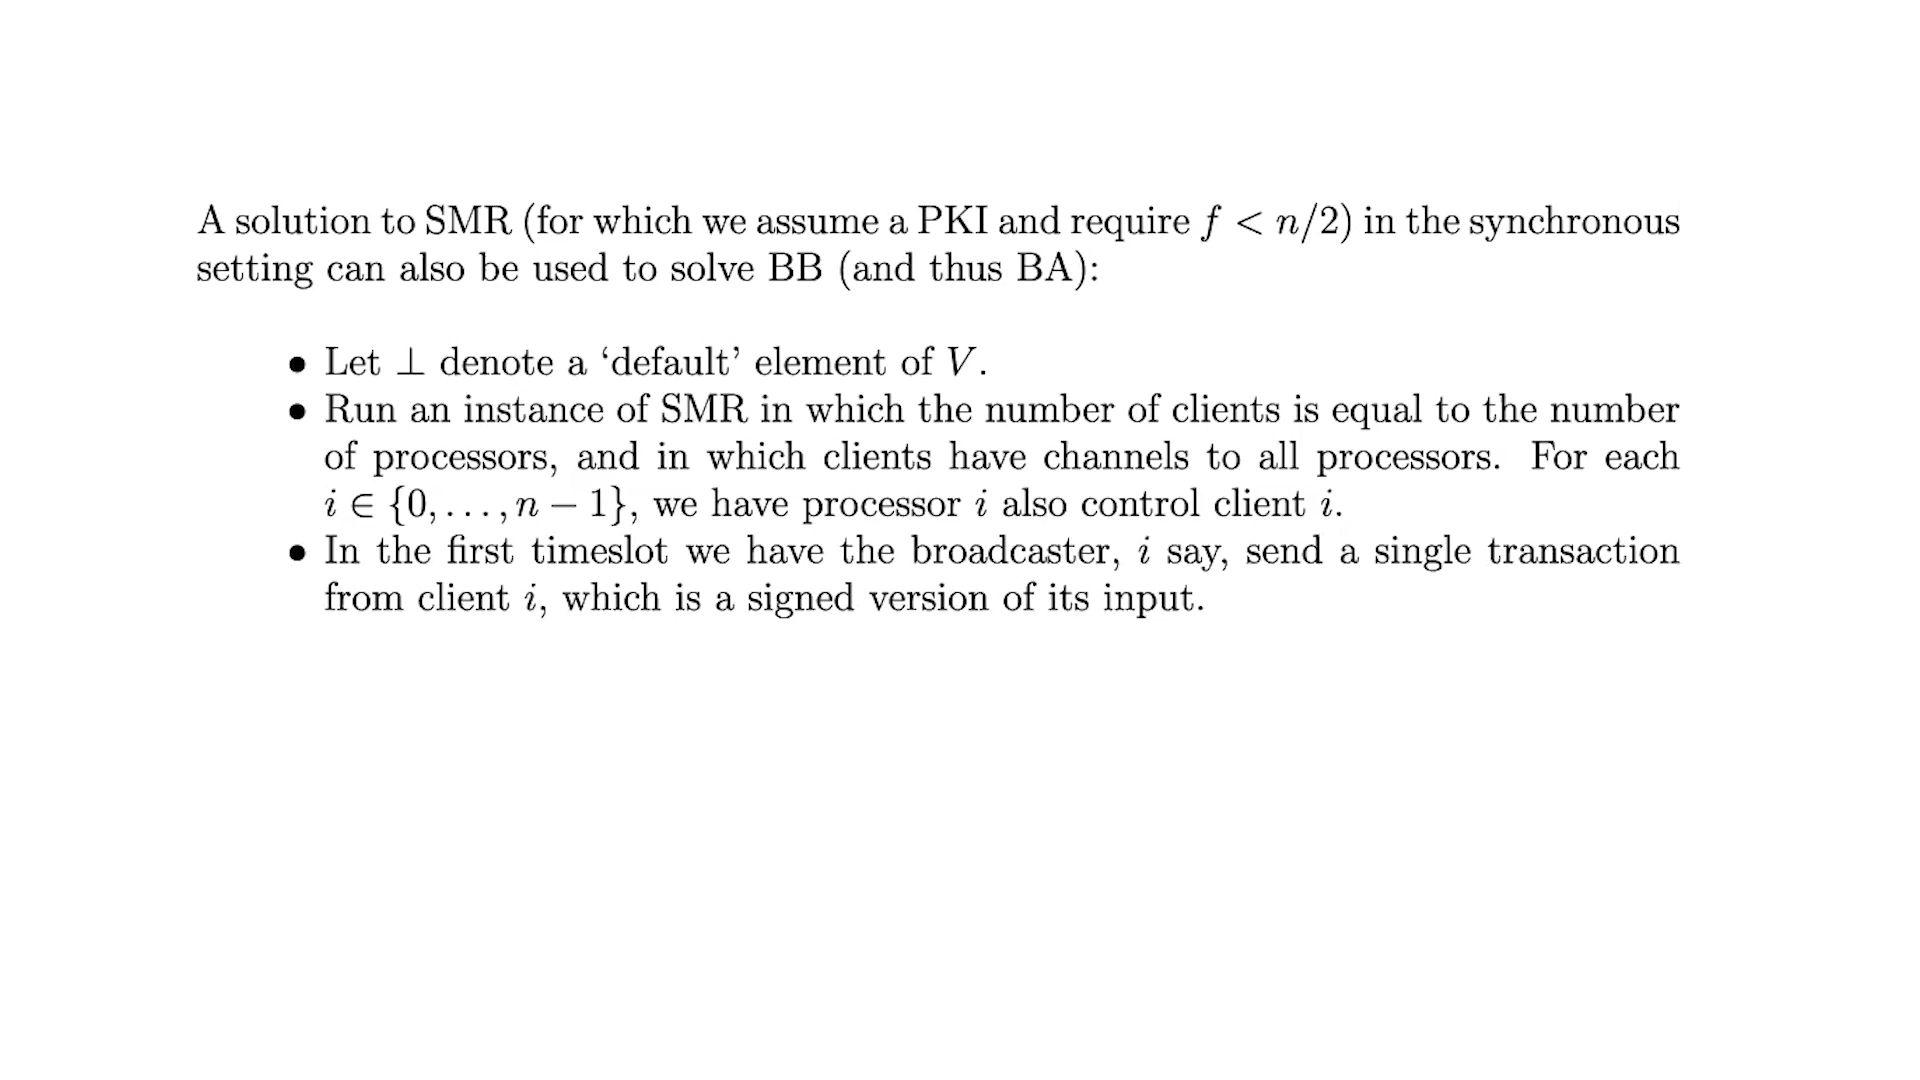 A solution to SMR (for which we assume a PKI and require f < n/2) in the synchronous
setting can also be used to solve BB (and thus BA):
• Let ⊥ denote a ‘default’ element of V.
• Run an instance of SMR in which the number of clients is equal to the number
of processors, and in which clients have channels to all processors. For each
i ∈ {0, . . . , n − 1}, we have processor i also control client i.
• In the first timeslot we have the broadcaster, i say, send a single transaction
from client i, which is a signed version of its input.